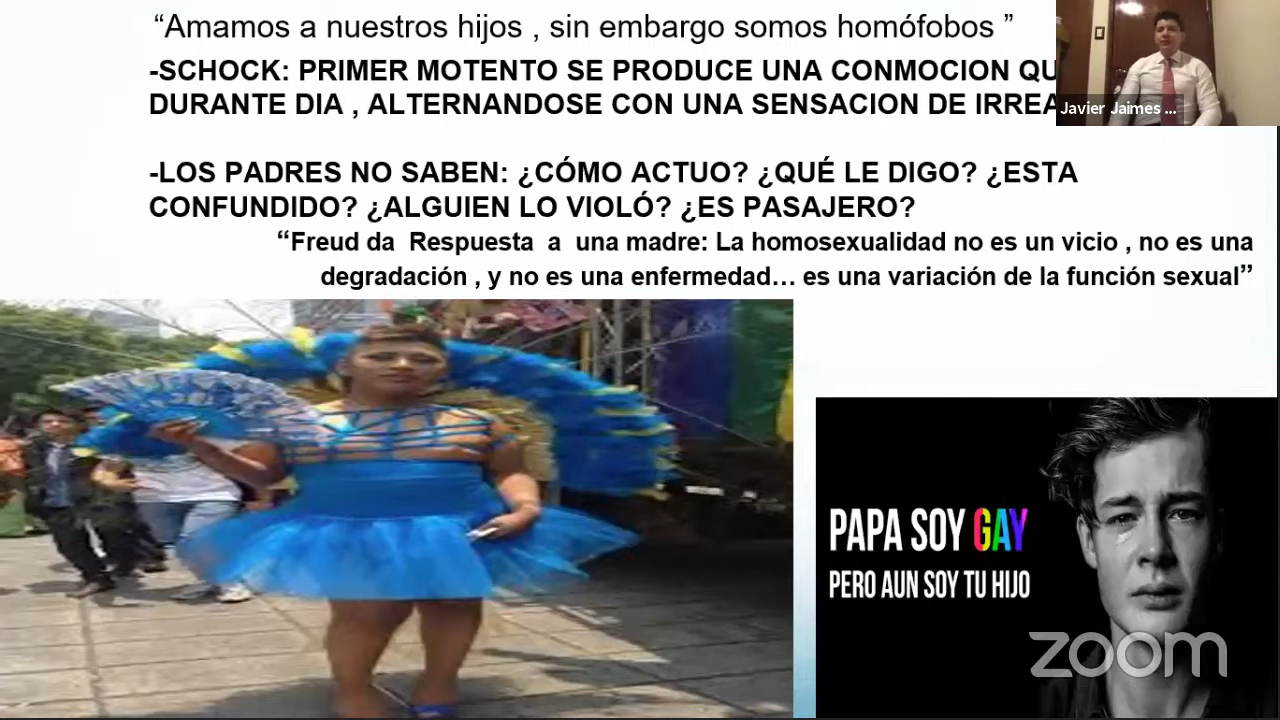 “Amamos a nuestros hijos , sin embargo somos homófobos ”
-SCHOCK: PRIMER MOTENTO SE PRODUCE UNA CONMOCION
DURANTE DIA , ALTERNANDOSE CON UNA SENSACION DE
Javier Jaimes ...
-LOS PADRES NO SABEN: ¿CÓMO ACTUO? ¿QUÉ LE DIGO? ¿ESTA
CONFUNDIDO? ¿ALGUIEN LO VIOLÓ? ¿ES PASAJERO?
“Freud da Respuesta a una madre: La homosexualidad no es un vicio , no es una
degradación , y no es una enfermedad… es una variación de la función sexual”
PAPA SOY GAY
PERO AUN SOY TU HIJO
zoom